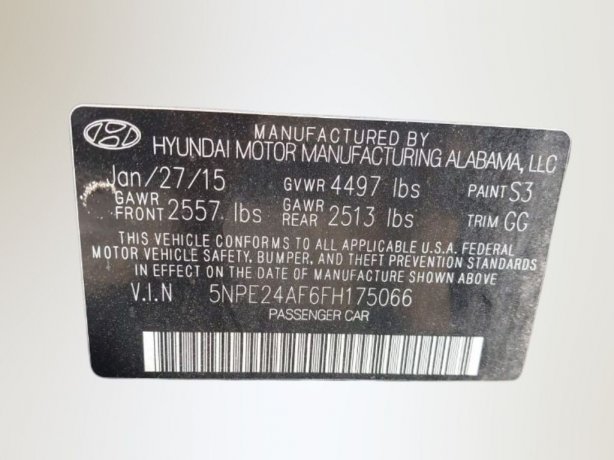 MANUFACTURED BY
HYUNDAI MOTOR MANUFACTURING ALABAMA, LLC
Jan/27/15 GVWR 4497 lbs PAINT S3
GAWR FRONT 2557 lbs GAWR REAR 2513 lbs TRIM GG
THIS VEHICLE CONFORMS TO ALL APPLICABLE U.S.A. FEDERAL
MOTOR VEHICLE SAFETY, BUMPER, AND THEFT PREVENTION STANDARDS
IN EFFECT ON THE DATE OF MANUFACTURE SHOWN ABOVE
V.I.N 5NPE24AF6FH175066
PASSENGER CAR